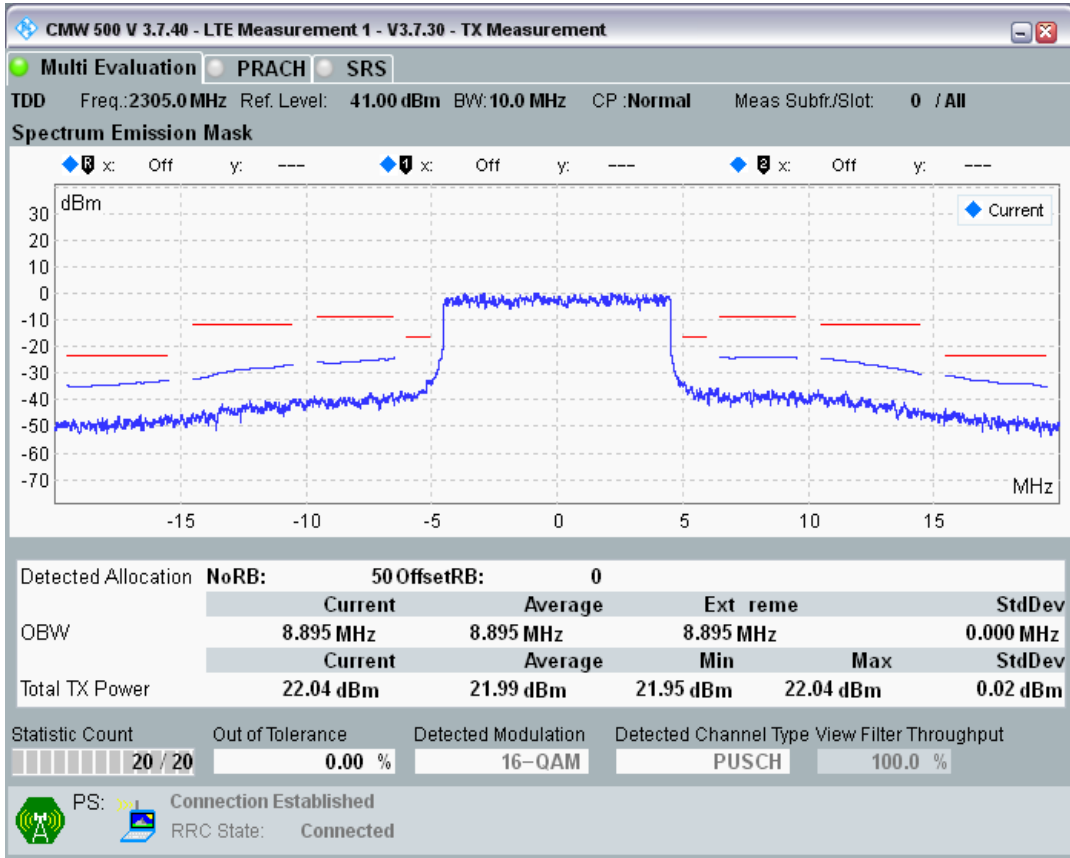 CMW 500 V 3.7.40 - LTE Measurement 1 - V3.7.30 - TX Measurement
Multi Evaluation PRACH SRS
TDD Freq.:2305.0 MHz Ref. Level: 41.00 dBm BW: 10.0 MHz CP :Normal Meas Subfr./Slot: 0 / All
Spectrum Emission Mask
R x: Off y: --- 1 x: Off y: --- 2 x: Off y: ---
dBm
Current
30
20
10
0
-10
-20
-30
-40
-50
-60
-70
MHz
-15 -10 -5 0 5 10 15
Detected Allocation NoRB: 50 OffsetRB: 0
Current Average Ext reme StdDev
OBW 8.895 MHz 8.895 MHz 8.895 MHz 0.000 MHz
Current Average Min Max StdDev
Total TX Power 22.04 dBm 21.99 dBm 21.95 dBm 22.04 dBm 0.02 dBm
Statistic Count Out of Tolerance Detected Modulation Detected Channel Type View Filter Throughput
20 / 20 0.00 % 16-QAM PUSCH 100.0 %
PS: Connection Established
RRC State: Connected